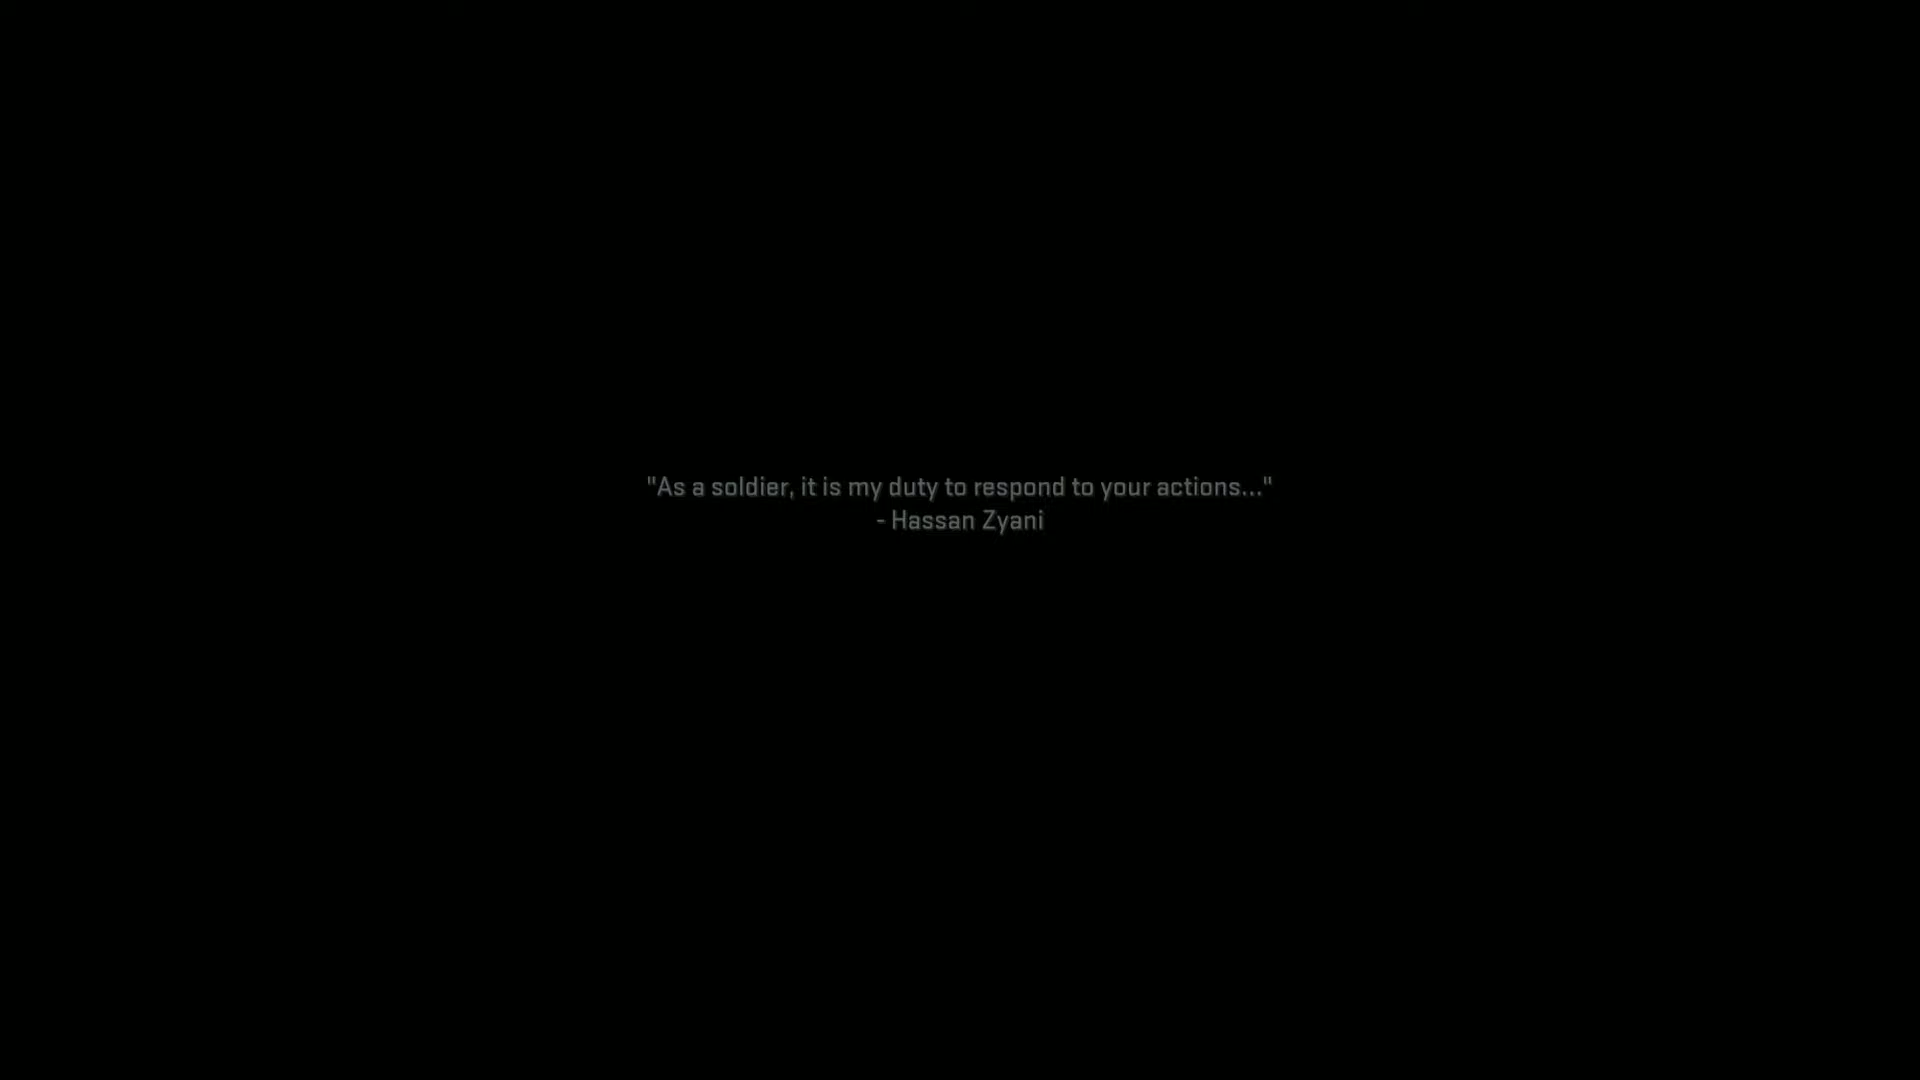 "As a soldier, it is my duty to respond to your actions..."
- Hassan Zyani